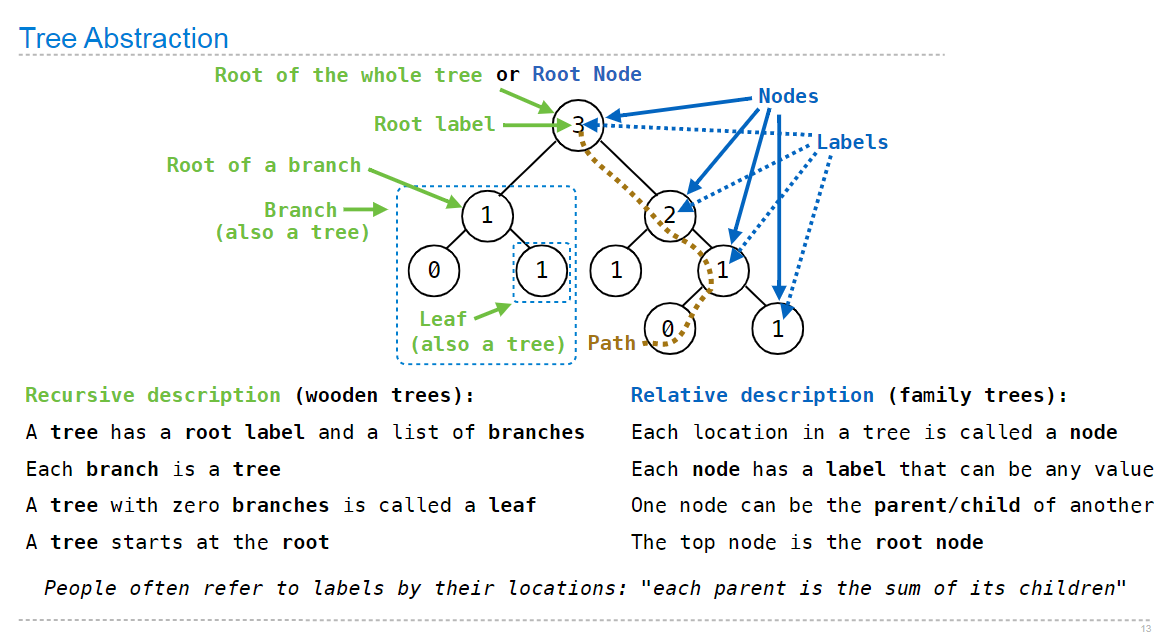 Tree Abstraction
Root of the whole tree or Root Node
Nodes
Root label
3
Labels
Root of a branch
Branch
(also a tree)
1
2
0
1
1
1
Leaf
(also a tree)
Path
0
1
Recursive description (wooden trees):
A tree has a root label and a list of branches
Each branch is a tree
A tree with zero branches is called a leaf
A tree starts at the root
Relative description (family trees):
Each location in a tree is called a node
Each node has a label that can be any value
One node can be the parent/child of another
The top node is the root node
People often refer to labels by their locations: "each parent is the sum of its children"
13